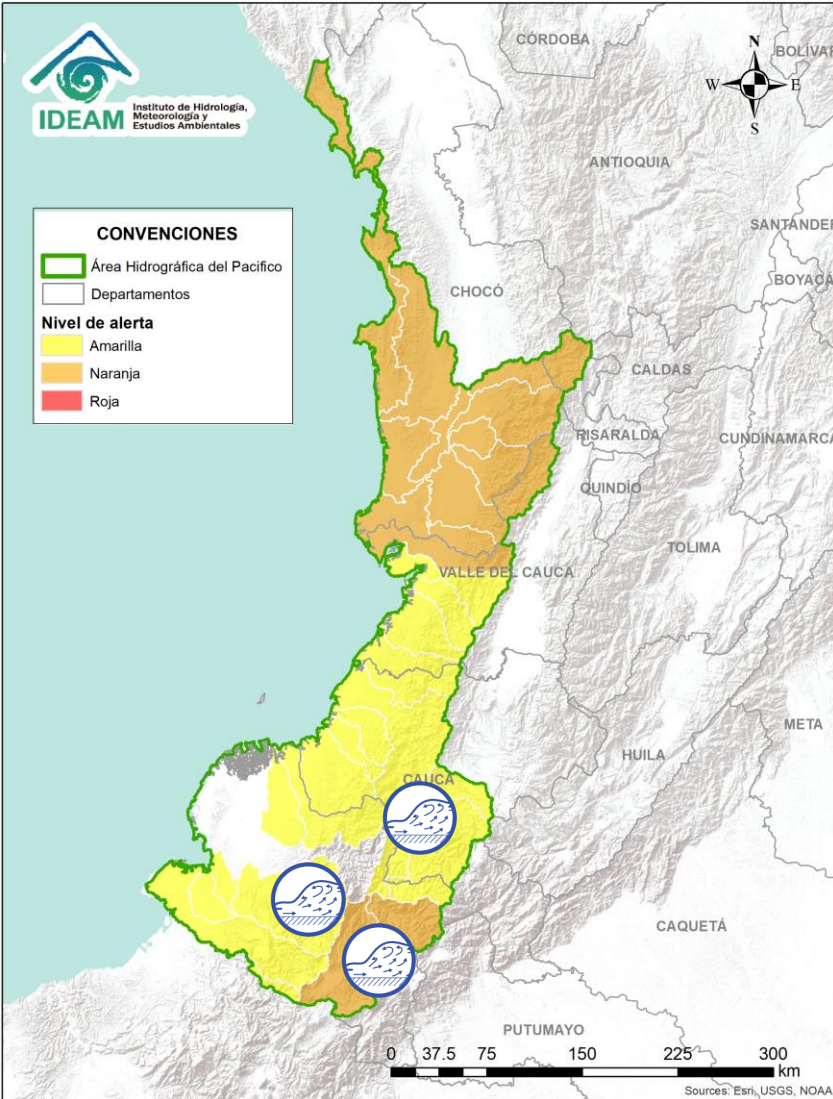 IDEAM
Instituto de Hidrología,
Meteorología y
Estudios Ambientales
N
W E
S
CONVENCIONES
Área Hidrográfica del Pacifico
Departamentos
Nivel de alerta
Amarilla
Naranja
Roja
CÓRDOBA
BOLÍVAR
ANTIOQUIA
SANTANDER
BOYACÁ
CHOCÓ
CALDAS
RISARALDA
CUNDINAMARCA
QUINDÍO
TOLIMA
VALLE DEL CAUCA
META
HUILA
CAUCA
CAQUETÁ
PUTUMAYO
0 37.5 75 150 225 300
km
Sources: Esri, USGS, NOAA